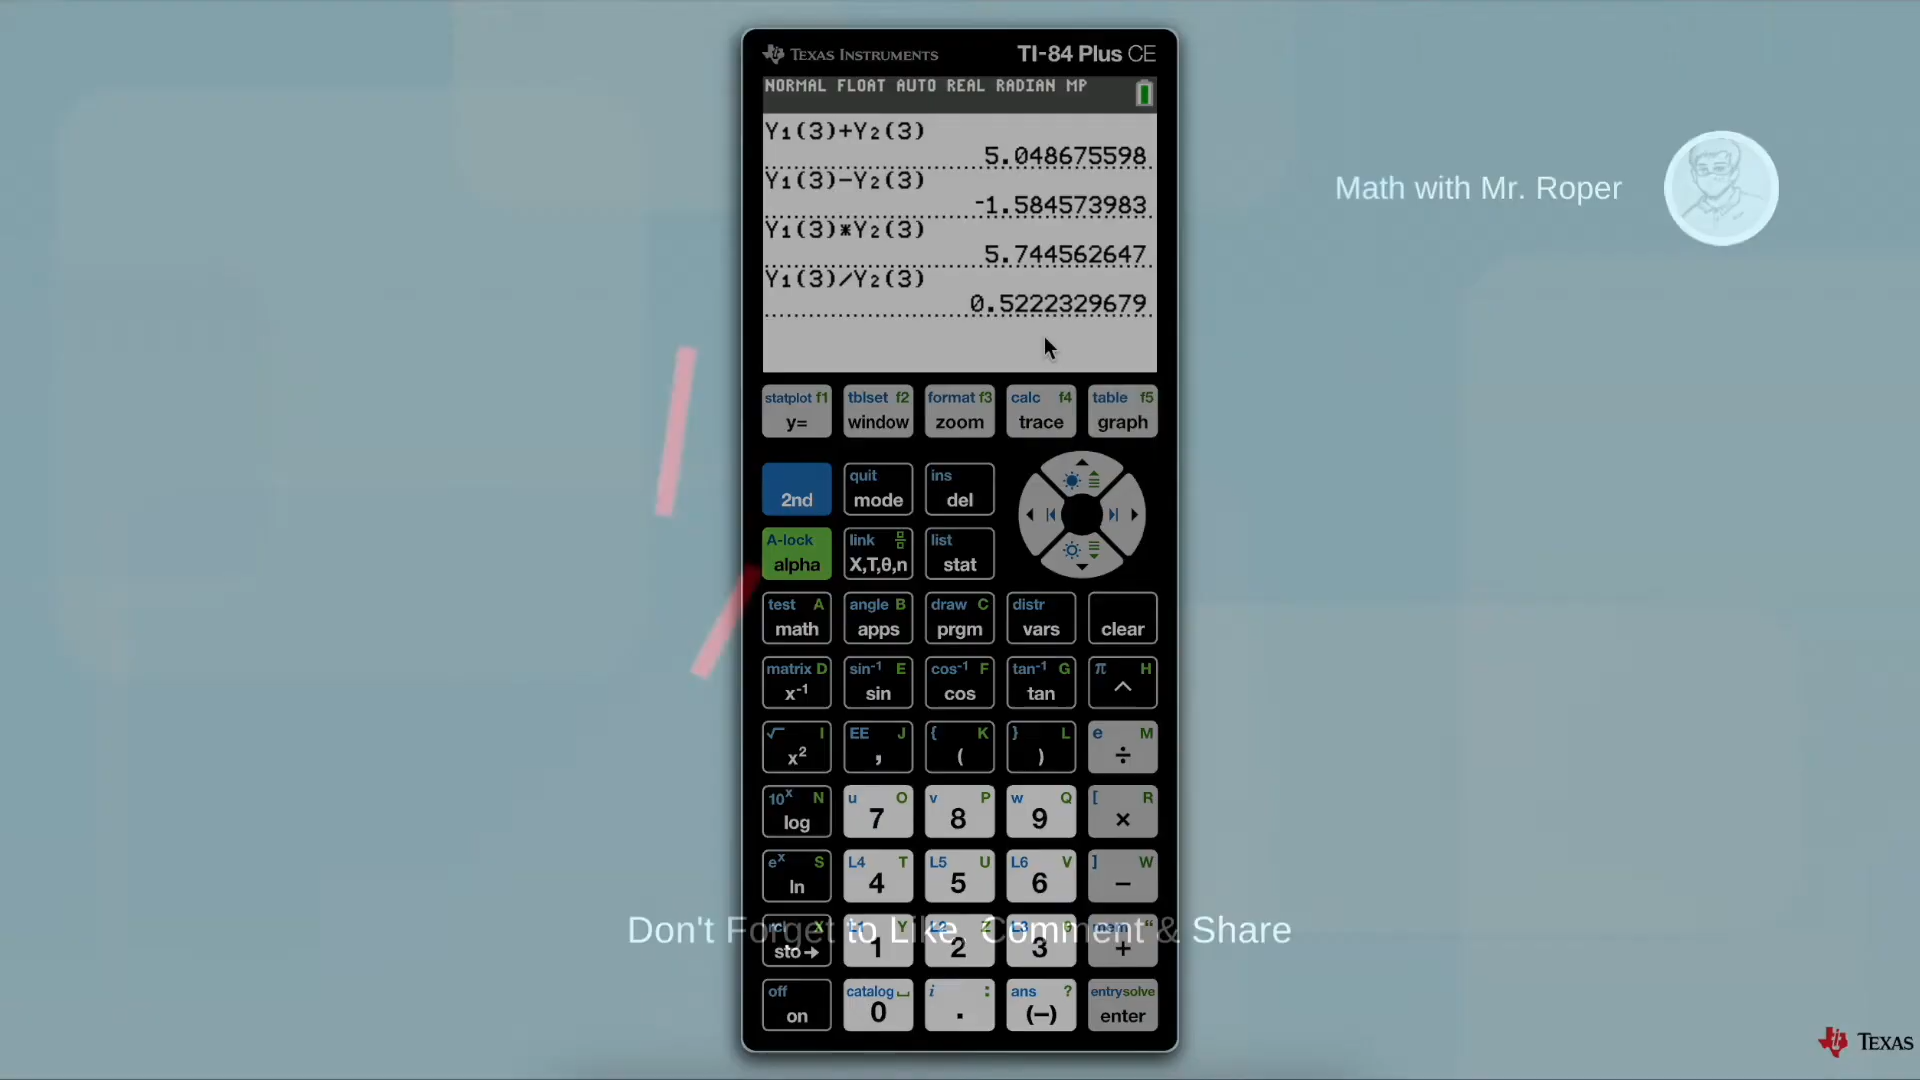 TEXAS INSTRUMENTS TI-84 Plus CE
NORMAL FLOAT AUTO REAL RADIAN MP
Y₁(3)+Y₂(3)
5.048675598
Y₁(3)-Y₂(3)
-1.584573983
Y₁(3)*Y₂(3)
5.744562647
Y₁(3)/Y₂(3)
0.5222329679
Math with Mr. Roper
statplot f1 tblset f2 format f3 calc f4 table f5
y= window zoom trace graph
quit ins
2nd mode del
A-lock link list
alpha X,T,θ,n stat
test A angle B draw C distr
math apps prgm vars clear
matrix D sin⁻¹ E cos⁻¹ F tan⁻¹ G π H
x⁻¹ sin cos tan ^
√ I EE J { K } L e M
x² , ( ) ÷
10ˣ N u O v P w Q [ R
log 7 8 9 ×
eˣ S L4 T L5 U L6 V ] W
ln 4 5 6 −
rcl X L1 Y L2 Z L3 θ mem “
Don't Forget to Like, Comment & Share
sto→ 1 2 3 +
off catalog i : ans ? entry solve
on 0 . (−) enter
TEXAS